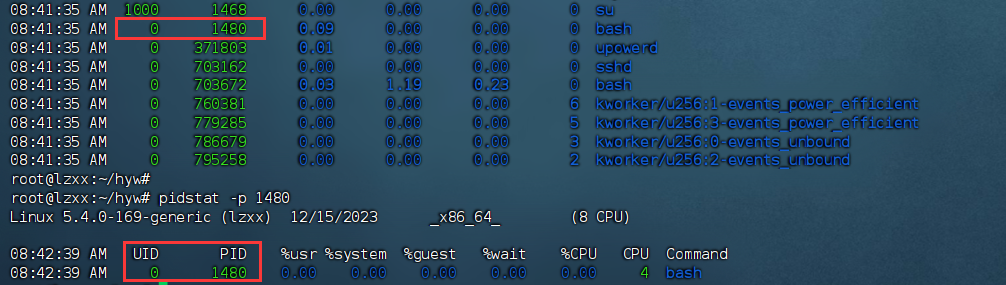 08:41:35 AM  1000      1468    0.00    0.00    0.00    0  su
08:41:35 AM     0      1480    0.09    0.00    0.00    0  bash
08:41:35 AM     0    371803    0.01    0.00    0.00    0  upowerd
08:41:35 AM     0    703162    0.00    0.00    0.00    0  sshd
08:41:35 AM     0    703672    0.03    1.19    0.23    0  bash
08:41:35 AM     0    760381    0.00    0.00    0.00    6  kworker/u256:1-events_power_efficient
08:41:35 AM     0    779285    0.00    0.00    0.00    5  kworker/u256:3-events_power_efficient
08:41:35 AM     0    786679    0.00    0.00    0.00    3  kworker/u256:0-events_unbound
08:41:35 AM     0    795258    0.00    0.00    0.00    2  kworker/u256:2-events_unbound
root@lzxx:~/hyw#
root@lzxx:~/hyw# pidstat -p 1480
Linux 5.4.0-169-generic (lzxx)  12/15/2023      _x86_64_        (8 CPU)
08:42:39 AM   UID       PID    %usr %system  %guest   %wait    %CPU   CPU  Command
08:42:39 AM     0      1480    0.00    0.00    0.00    0.00    0.00     4  bash